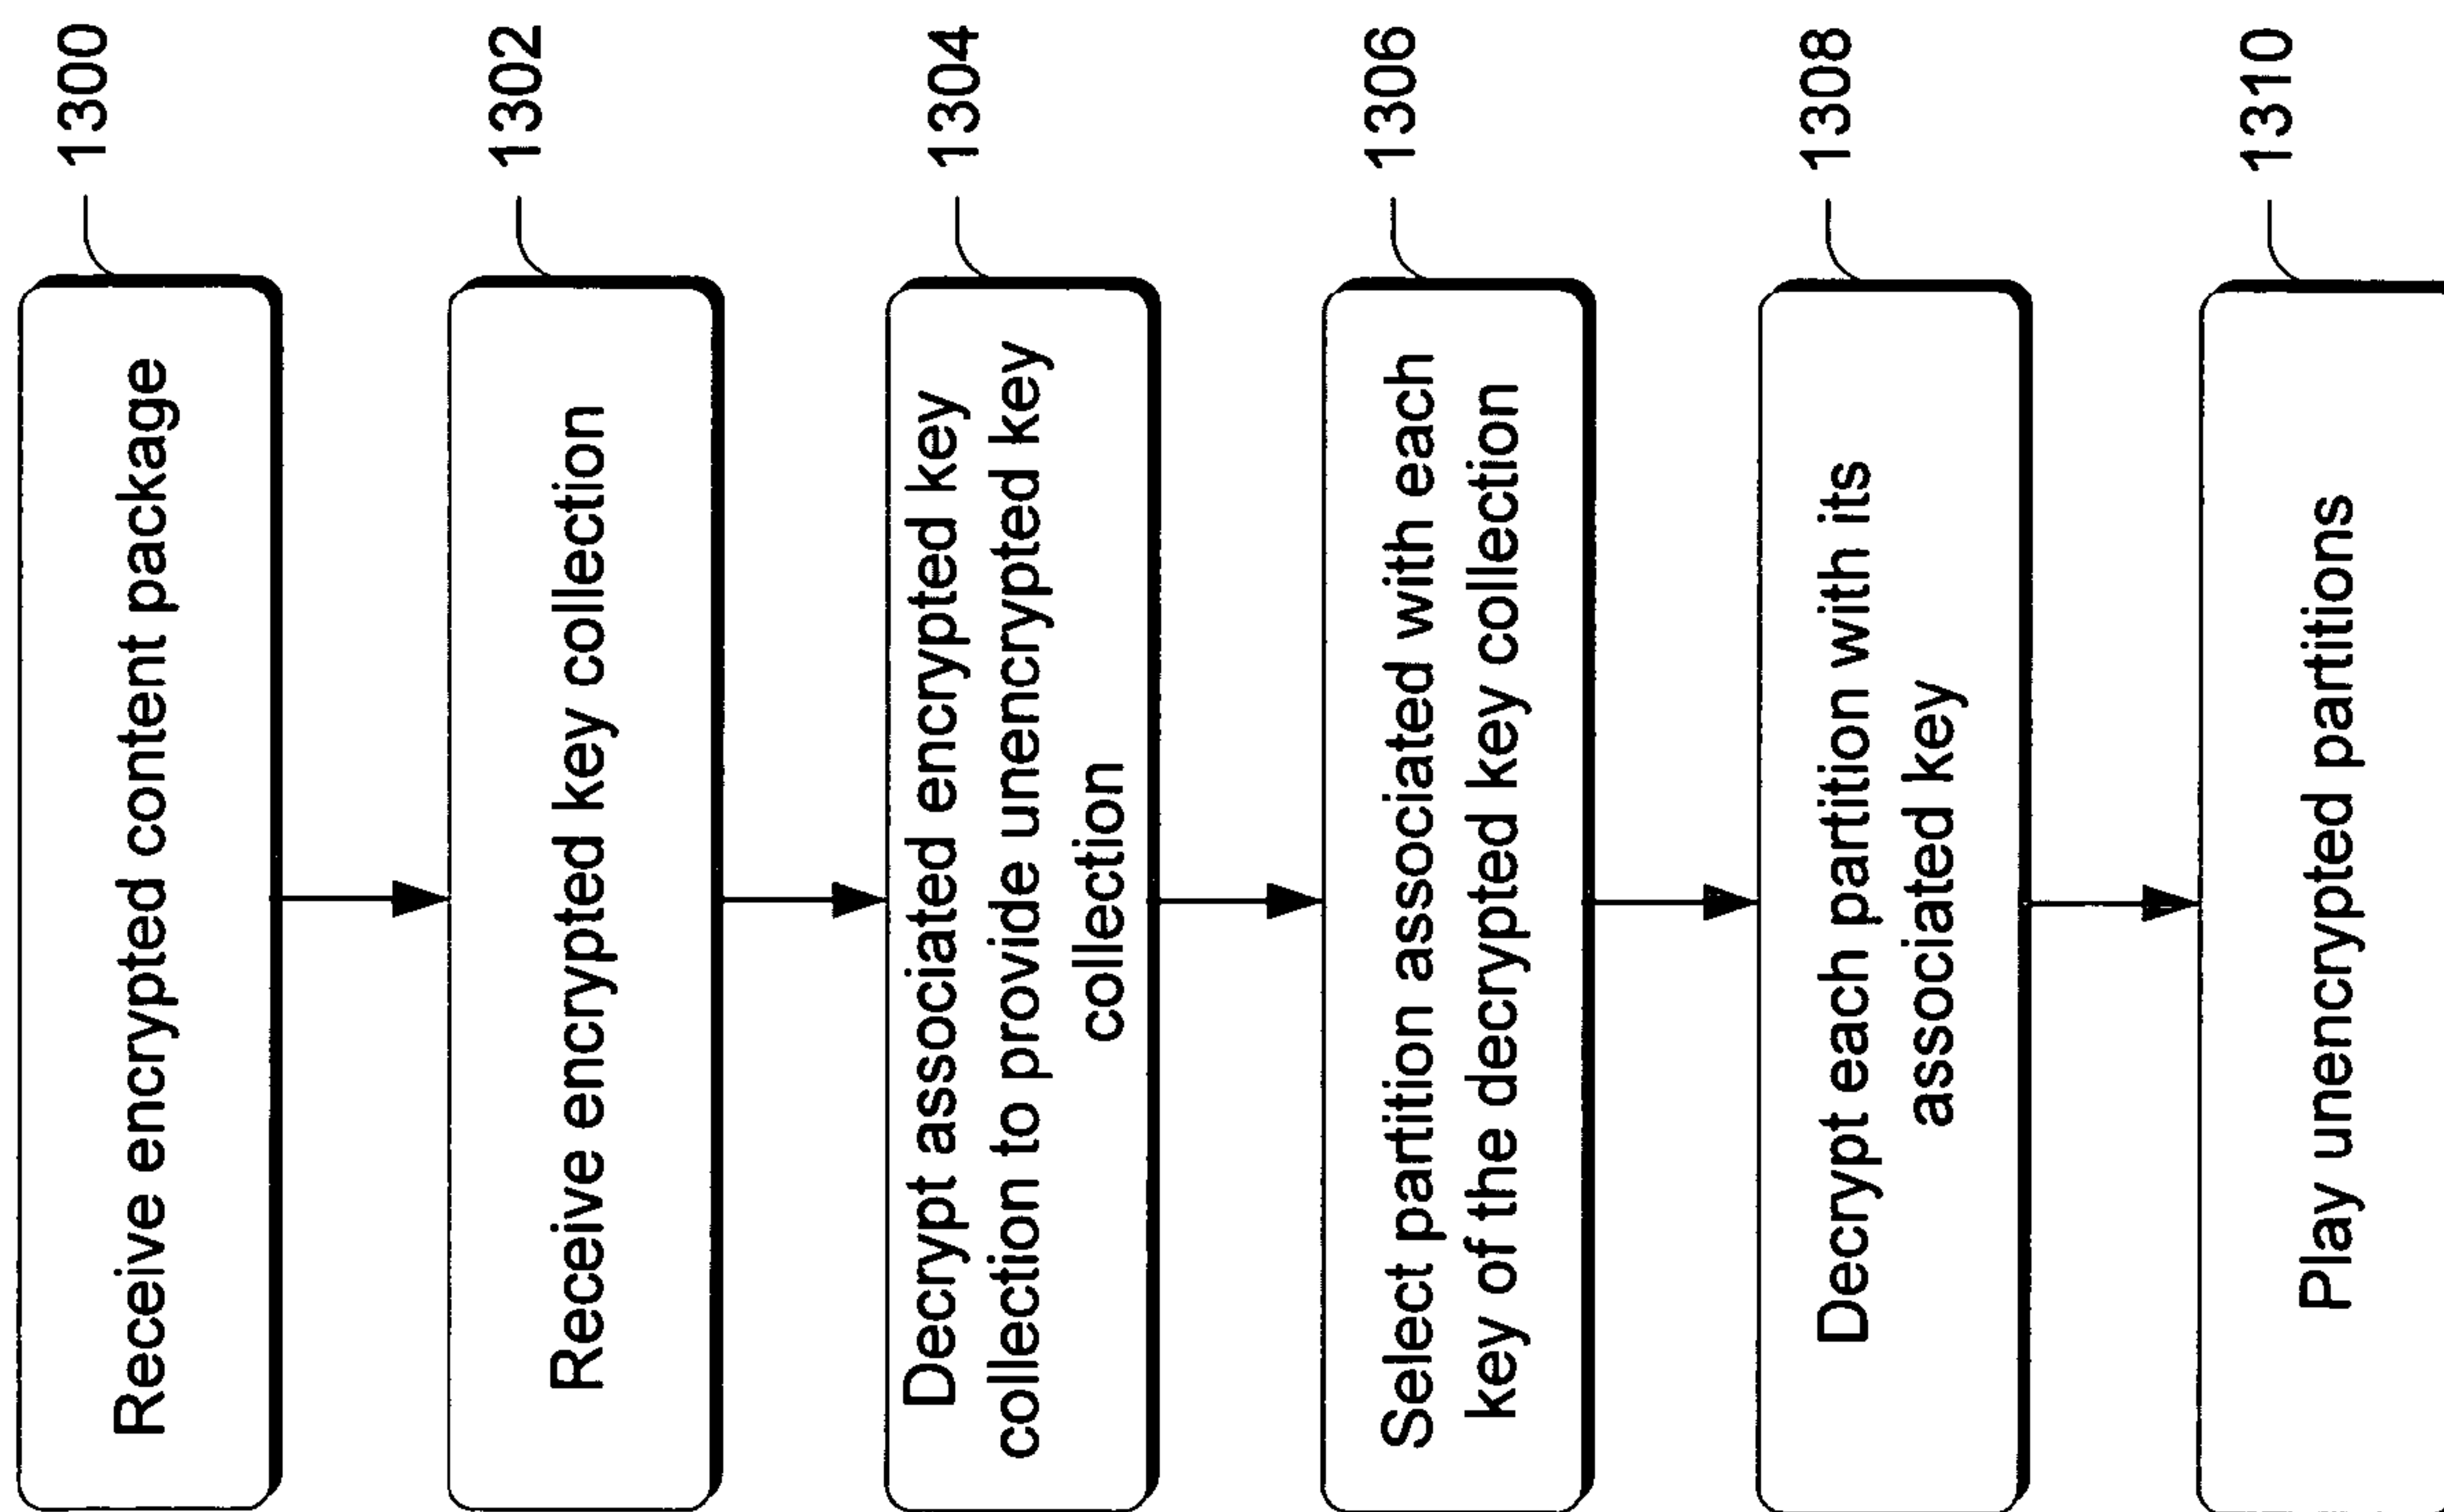 Receive encrypted content package
1300
Receive encrypted key collection
1302
Decrypt associated encrypted key
collection to provide unencrypted key
collection
1304
Select partition associated with each
key of the decrypted key collection
1306
Decrypt each partition with its
associated key
1308
Play unencrypted partitions
1310